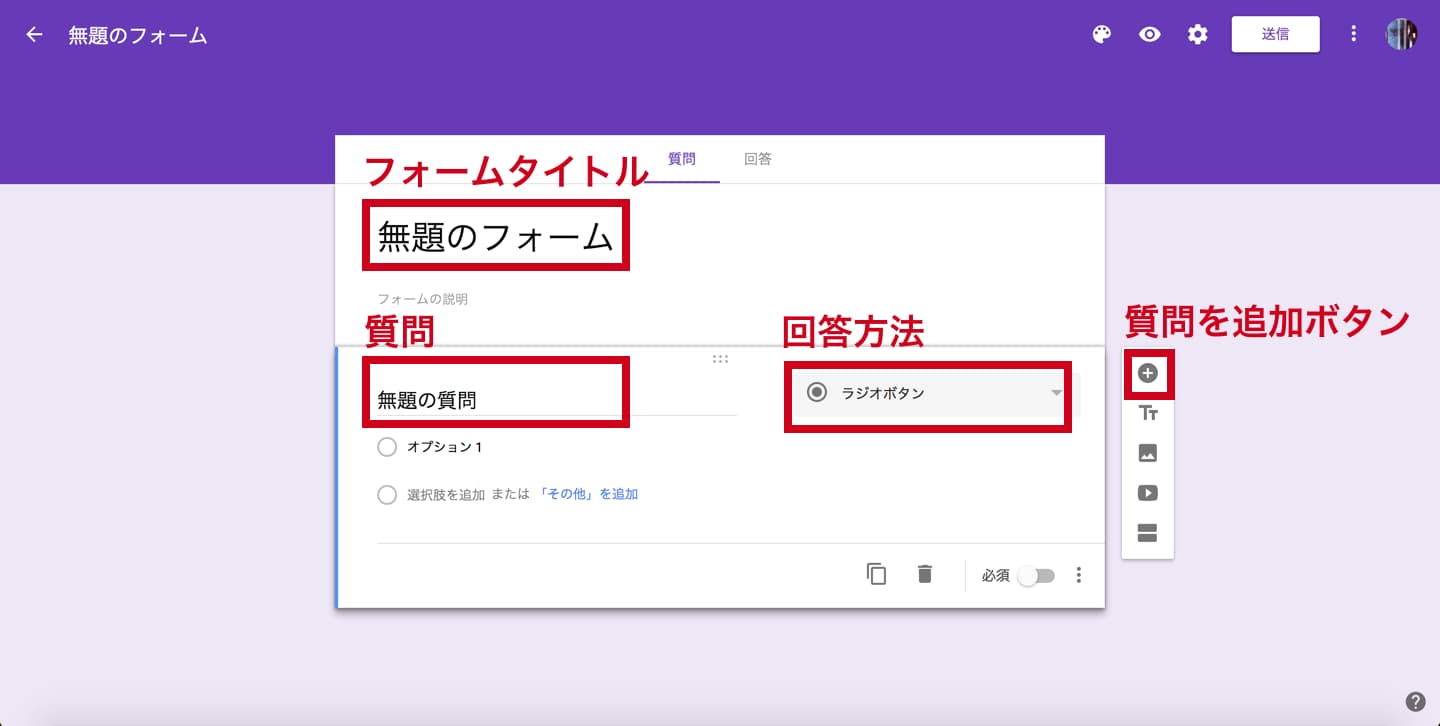 無題のフォーム
送信
質問 回答
フォームタイトル
無題のフォーム
フォームの説明
質問
回答方法
質問を追加ボタン
無題の質問
ラジオボタン
Tт
オプション 1
選択肢を追加 または 「その他」を追加
必須